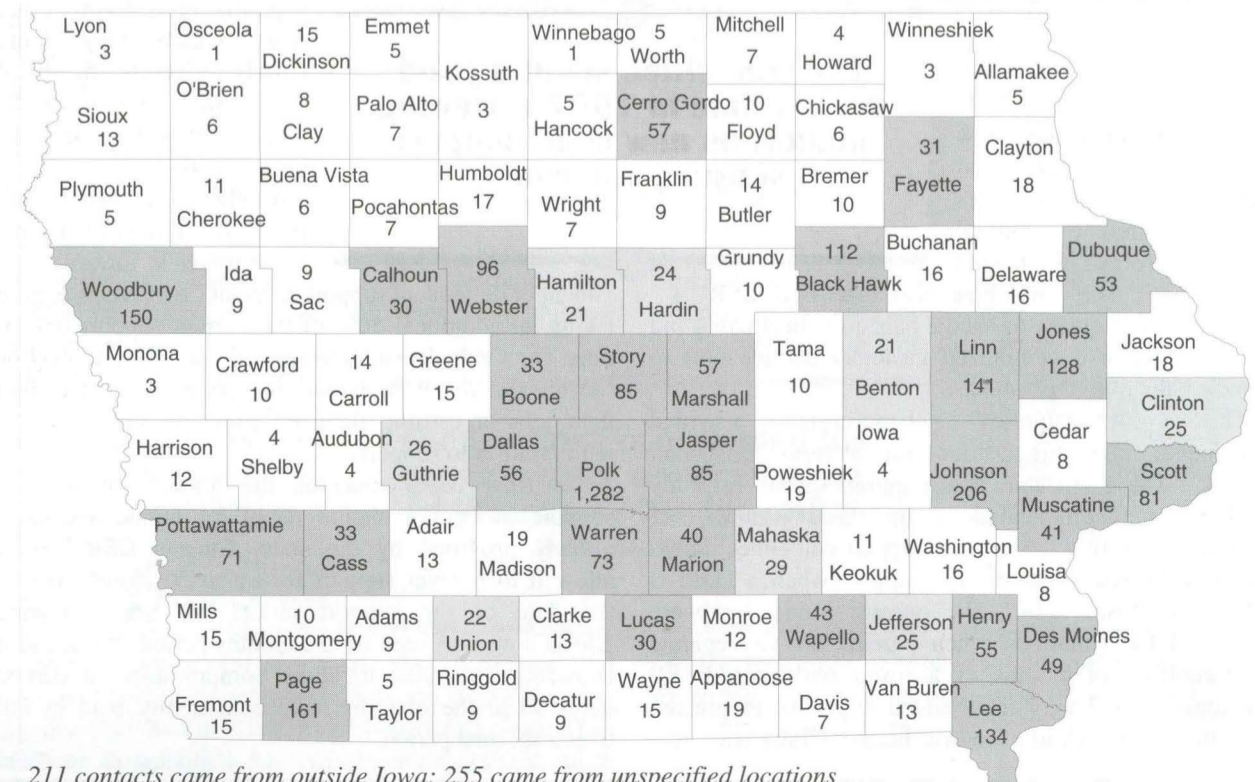 Lyon
3
Osceola
1
15
Dickinson
Emmet
5
Winnebago
1
5
Worth
Mitchell
7
4
Howard
Winneshiek
3
Allamakee
5
Sioux
13
O'Brien
6
8
Clay
Palo Alto
7
Kossuth
3
5
Hancock
Cerro Gordo
57
10
Floyd
Chickasaw
6
31
Fayette
Clayton
18
Plymouth
5
11
Cherokee
Buena Vista
6
Pocahontas
7
Humboldt
17
Wright
7
Franklin
9
14
Butler
Bremer
10
Woodbury
150
Ida
9
9
Sac
Calhoun
30
96
Webster
Hamilton
21
24
Hardin
Grundy
10
112
Black Hawk
Buchanan
16
Delaware
16
Dubuque
53
Monona
3
Crawford
10
14
Carroll
Greene
15
33
Boone
Story
85
57
Marshall
Tama
10
21
Benton
Linn
Jones
128
Jackson
18
Clinton
25
Harrison
12
4
Shelby
Audubon
4
26
Guthrie
Dallas
56
Polk
1,282
Jasper
85
Poweshiek
19
Iowa
4
Johnson
206
Cedar
8
Scott
81
Muscatine
41
Pottawattamie
71
33
Cass
Adair
13
19
Madison
Warren
73
40
Marion
Mahaska
29
11
Keokuk
Washington
16
Louisa
8
Mills
15
10
Montgomery
Adams
9
22
Union
Clarke
13
Lucas
30
Monroe
12
43
Wapello
Jefferson
25
Henry
55
Des Moines
49
Fremont
15
Page
161
5
Taylor
Ringgold
9
Decatur
9
Wayne
15
Appanoose
19
Davis
7
Van Buren
13
Lee
134
211 contacts came from outside Iowa; 255 came from unspecified locations